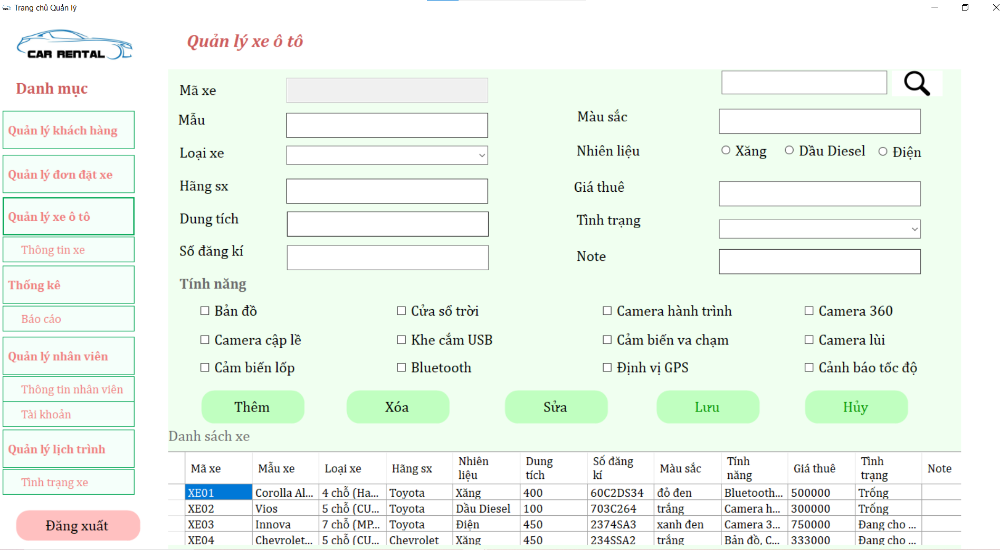 Trang chủ Quản lý
CAR RENTAL
Quản lý xe ô tô
Danh mục
Quản lý khách hàng
Quản lý đơn đặt xe
Quản lý xe ô tô
Thông tin xe
Thống kê
Báo cáo
Quản lý nhân viên
Thông tin nhân viên
Tài khoản
Quản lý lịch trình
Tình trạng xe
Đăng xuất
Mã xe
Mẫu
Màu sắc
Loại xe
Nhiên liệu
Xăng
Dầu Diesel
Điện
Hãng sx
Giá thuê
Dung tích
Tình trạng
Số đăng kí
Note
Tính năng
Bản đồ
Cửa sổ trời
Camera hành trình
Camera 360
Camera cập lề
Khe cắm USB
Cảm biến va chạm
Camera lùi
Cảm biến lốp
Bluetooth
Định vị GPS
Cảnh báo tốc độ
Thêm
Xóa
Sửa
Lưu
Hủy
Danh sách xe
Mã xe
Mẫu xe
Loại xe
Hãng sx
Nhiên
liệu
Dung
tích
Số đăng
kí
Màu sắc
Tính
năng
Giá thuê
Tình
trạng
Note
XE01 Corolla Al... 4 chỗ (Ha... Toyota Xăng 400 60C2DS34 đỏ đen Bluetooth... 500000 Trống
XE02 Vios 5 chỗ (CU... Toyota Dầu Diesel 100 703C264 trắng Camera h... 300000 Trống
XE03 Innova 7 chỗ (MP... Toyota Điện 450 2374SA3 xanh đen Camera 3... 750000 Đang cho ...
XE04 Chevrolet... 5 chỗ (CU... Chevrolet Xăng 450 234SSA2 trắng Bản đồ, C... 333000 Đang cho ...